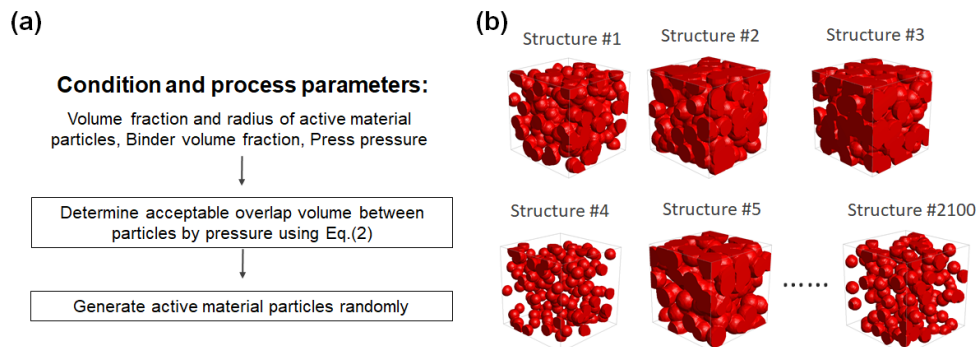 (a)
Condition and process parameters:
Volume fraction and radius of active material
particles, Binder volume fraction, Press pressure
Determine acceptable overlap volume between
particles by pressure using Eq.(2)
Generate active material particles randomly
(b)
Structure #1
Structure #2
Structure #3
Structure #4
Structure #5
Structure #2100
······